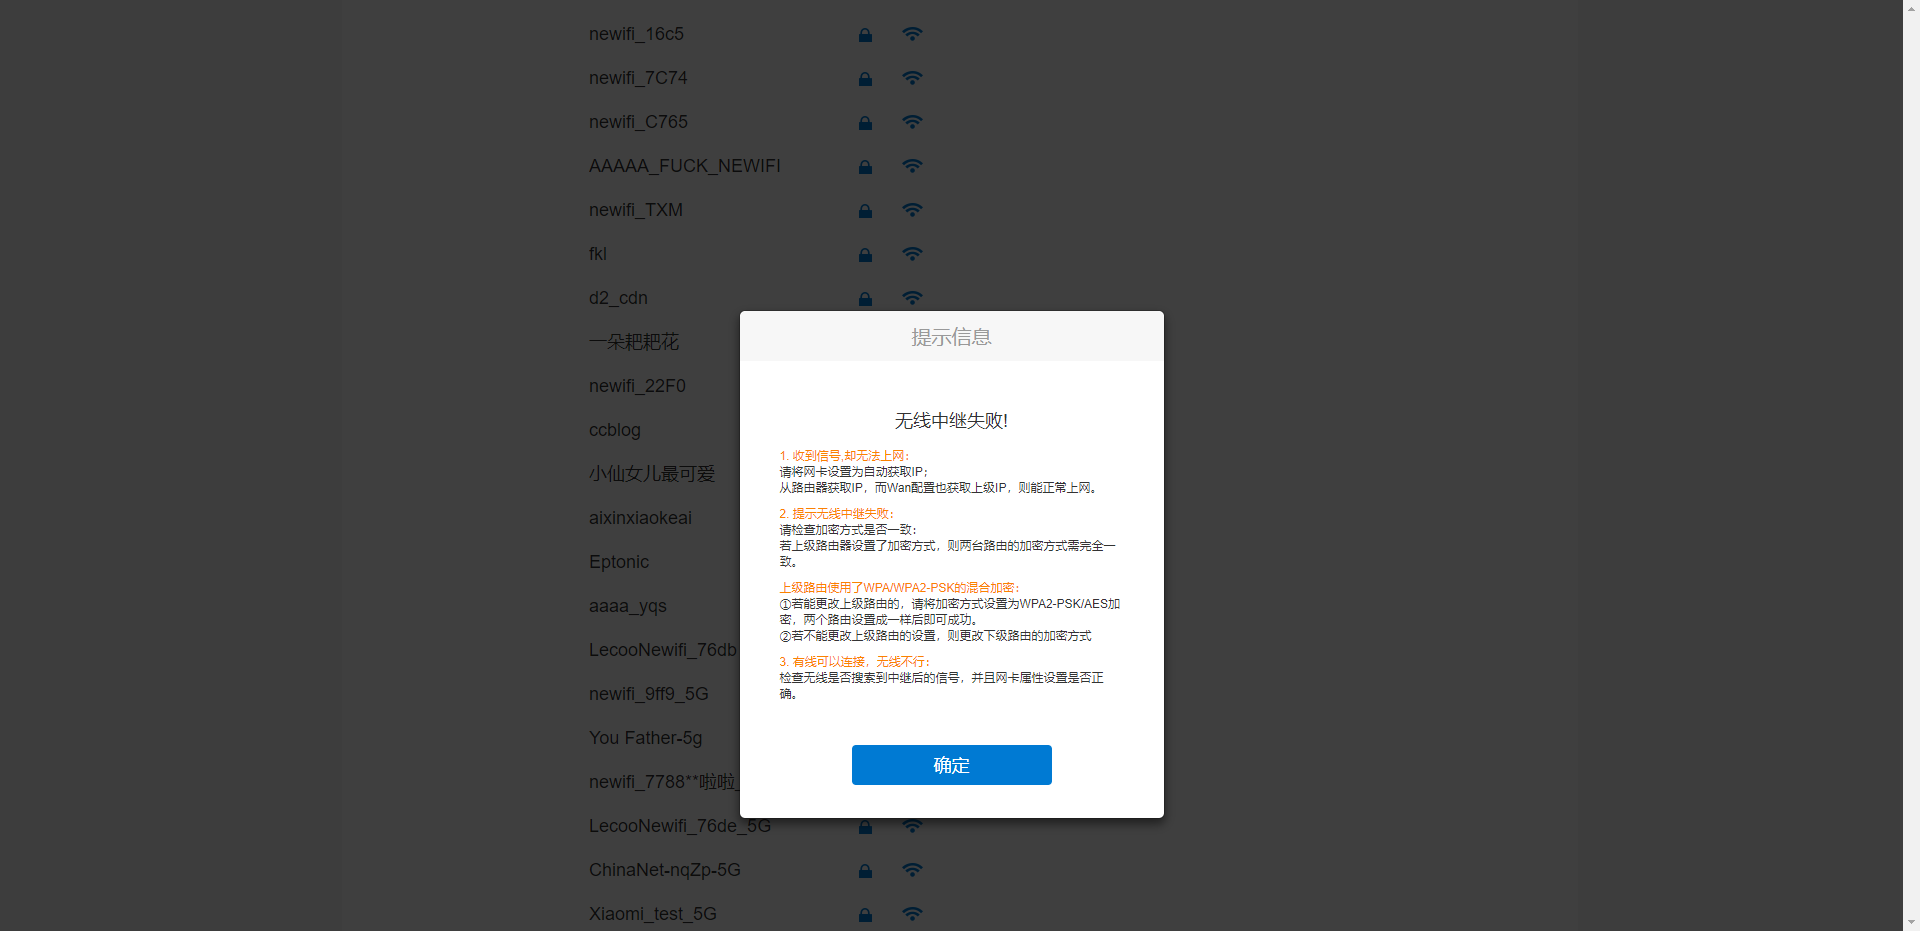 newifi_16c5
newifi_7C74
newifi_C765
AAAAA_FUCK_NEWIFI
newifi_TXM
fkl
d2_cdn
一朵耙耙花
newifi_22F0
ccblog
小仙女儿最可爱
aixinxiaokeai
Eptonic
aaaa_yqs
LecooNewifi_76db
newifi_9ff9_5G
You Father-5g
newifi_7788**啦啦_
LecooNewifi_76de_5G
ChinaNet-nqZp-5G
Xiaomi_test_5G
提示信息
无线中继失败!
1. 收到信号,却无法上网：
请将网卡设置为自动获取IP；
从路由器获取IP，而Wan配置也获取上级IP，则能正常上网。
2. 提示无线中继失败：
请检查加密方式是否一致：
若上级路由器设置了加密方式，则两台路由的加密方式需完全一
致。
上级路由使用了WPA/WPA2-PSK的混合加密：
①若能更改上级路由的，请将加密方式设置为WPA2-PSK/AES加
密，两个路由设置成一样后即可成功。
②若不能更改上级路由的设置，则更改下级路由的加密方式
3. 有线可以连接，无线不行：
检查无线是否搜索到中继后的信号，并且网卡属性设置是否正
确。
确定